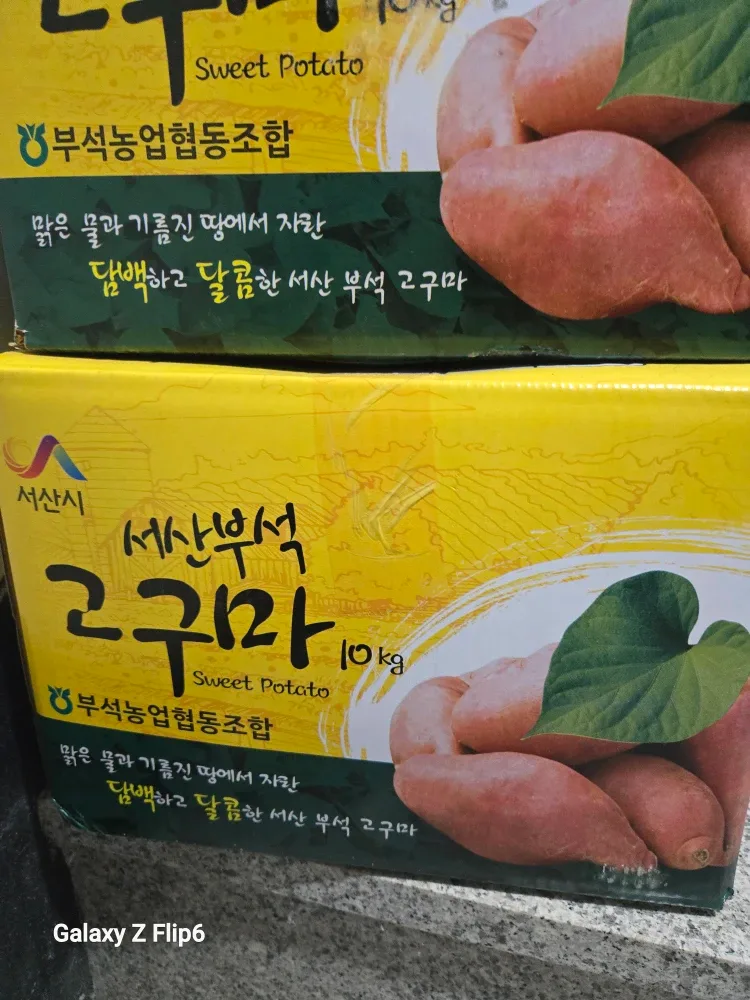 고구마 10kg
Sweet Potato
부석농업협동조합
맑은 물과 기름진 땅에서 자란
담백하고 달콤한 서산 부석 고구마
서산시
서산부석
고구마 10kg
Sweet Potato
부석농업협동조합
맑은 물과 기름진 땅에서 자란
담백하고 달콤한 서산 부석 고구마
Galaxy Z Flip6